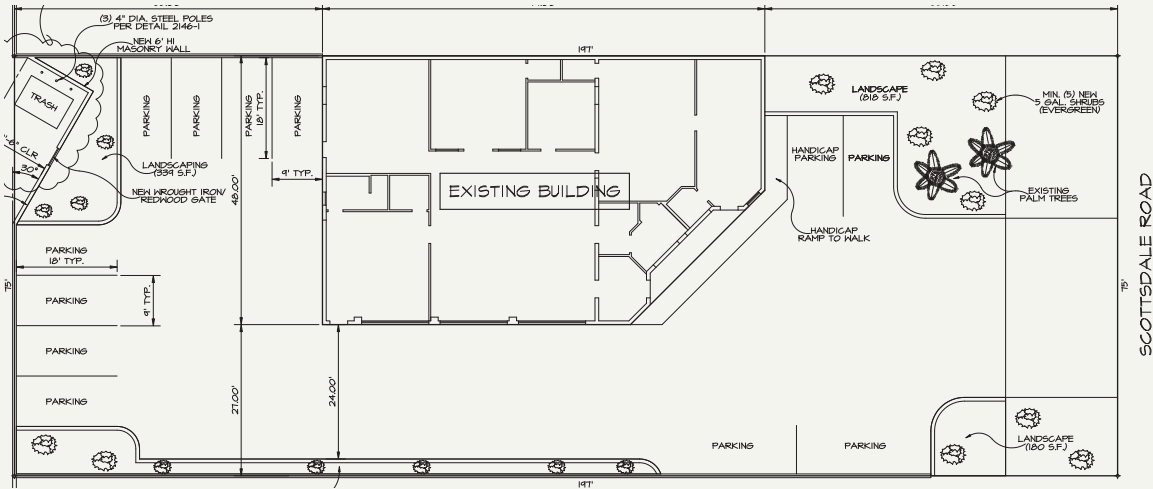 (3) 4" DIA. STEEL POLES
PER DETAIL 2146-1
NEW 6' HI
MASONRY WALL
197'
TRASH
PARKING
PARKING
PARKING
18' TYP.
PARKING
LANDSCAPE
(818 S.F.)
MIN. (5) NEW
5 GAL. SHRUBS
(EVERGREEN)
HANDICAP
PARKING
PARKING
CLR
30"
LANDSCAPING
(339 S.F.)
9' TYP.
NEW WROUGHT IRON/
REDWOOD GATE
48.00'
EXISTING BUILDING
EXISTING
PALM TREES
HANDICAP
RAMP TO WALK
PARKING
18' TYP.
75'
9' TYP.
75'
SCOTTSDALE ROAD
PARKING
PARKING
PARKING
27.00'
24.00'
PARKING
PARKING
LANDSCAPE
(180 S.F.)
197'